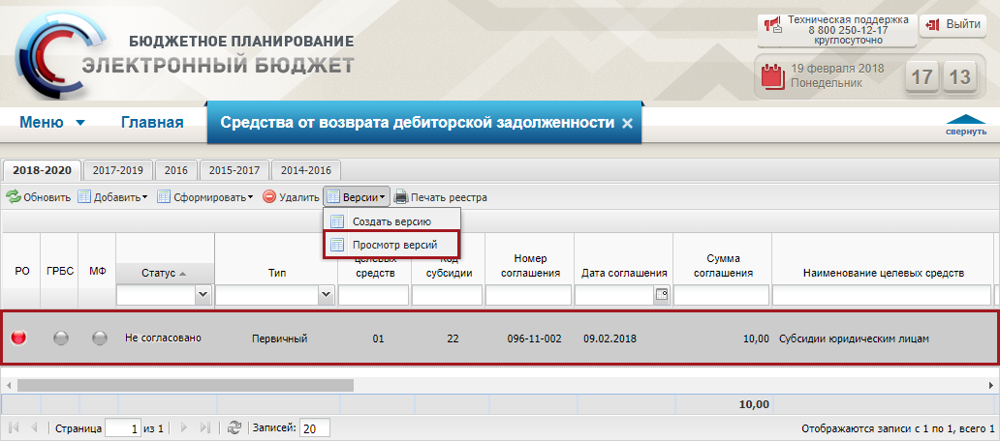 БЮДЖЕТНОЕ ПЛАНИРОВАНИЕ
ЭЛЕКТРОННЫЙ БЮДЖЕТ
Техническая поддержка
8 800 250-12-17
круглосуточно
Выйти
19 февраля 2018
Понедельник
17 13
Меню Главная Средства от возврата дебиторской задолженности ×
свернуть
2018-2020 2017-2019 2016 2015-2017 2014-2016
Обновить Добавить Сформировать Удалить Версии Печать реестра
Создать версию
Просмотр версий
РО ГРБС МФ Статус Тип целевых средств Код субсидии Номер соглашения Дата соглашения Сумма соглашения Наименование целевых средств
Не согласовано Первичный 01 22 096-11-002 09.02.2018 10,00 Субсидии юридическим лицам
10,00
Страница 1 из 1 Записей: 20 Отображаются записи с 1 по 1, всего 1